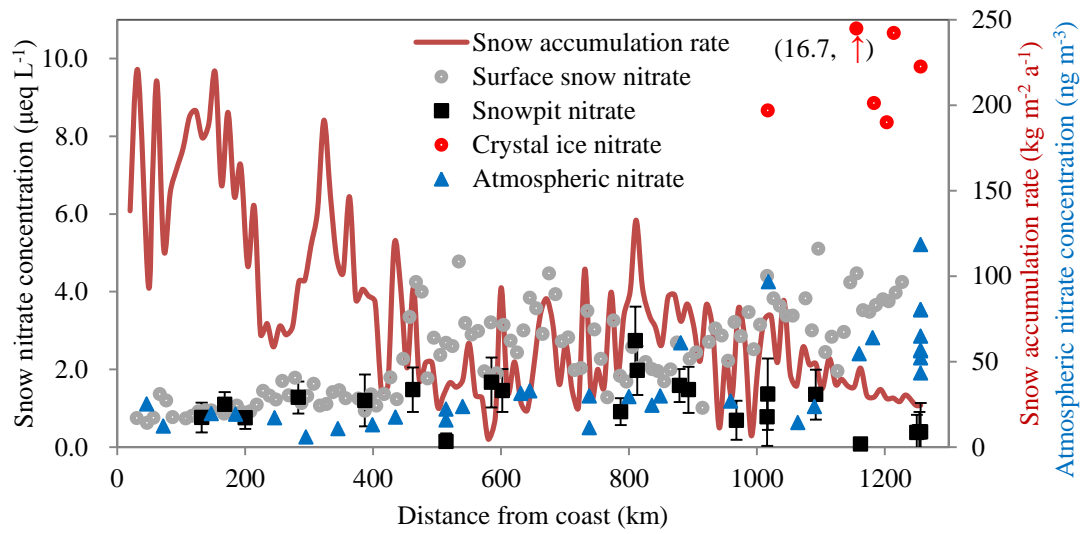 Snow nitrate concentration (μeq L-1)
10.0
8.0
6.0
4.0
2.0
0.0
0
200
400
600
800
1000
1200
Distance from coast (km)
Snow accumulation rate
Surface snow nitrate
Snowpit nitrate
Crystal ice nitrate
Atmospheric nitrate
(16.7, ↑)
250
200
150
100
50
0
Snow accumulation rate (kg m-2 a-1)
Atmospheric nitrate concentration (ng m-3)